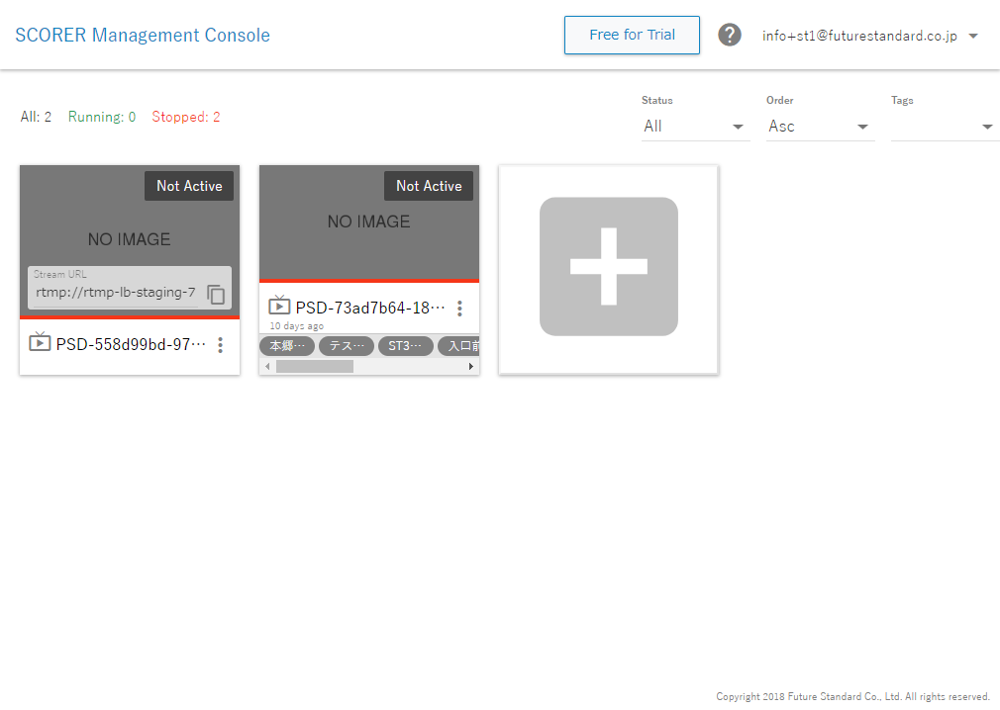 SCORER Management Console
Free for Trial
info+st1@futurestandard.co.jp
All: 2 Running: 0 Stopped: 2
Status
All
Order
Asc
Tags
Not Active
NO IMAGE
Stream URL
rtmp://rtmp-lb-staging-7
PSD-558d99bd-97···
Not Active
NO IMAGE
PSD-73ad7b64-18···
10 days ago
本郷··· テス··· ST3··· 入口前
Copyright 2018 Future Standard Co., Ltd. All rights reserved.